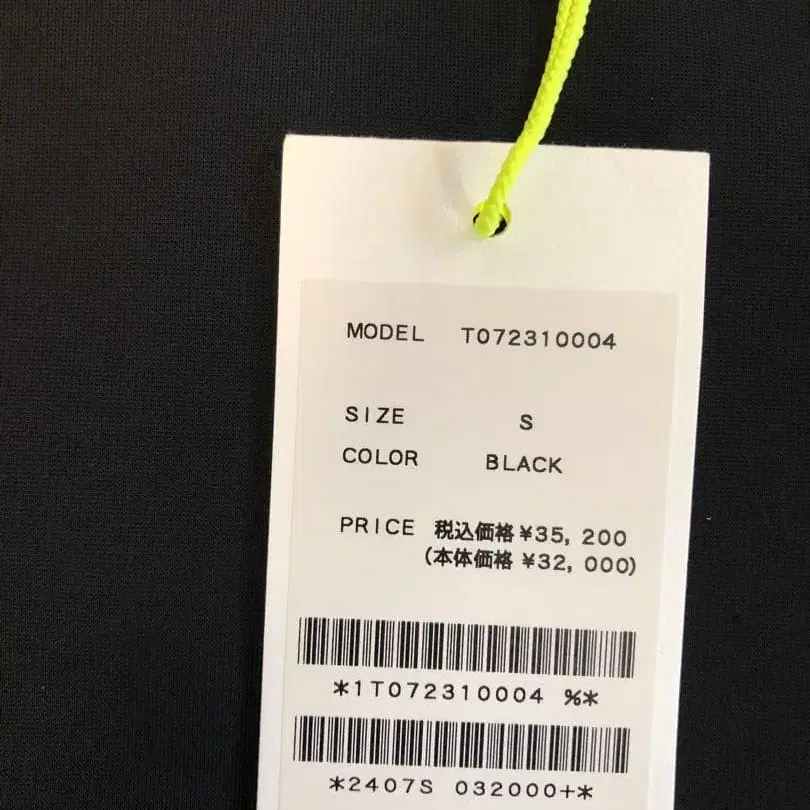 MODEL T072310004
SIZE S
COLOR BLACK
PRICE 税込価格 ¥35, 200
(本体価格 ¥32, 000)
*1T072310004 %*
*2407S 032000+*